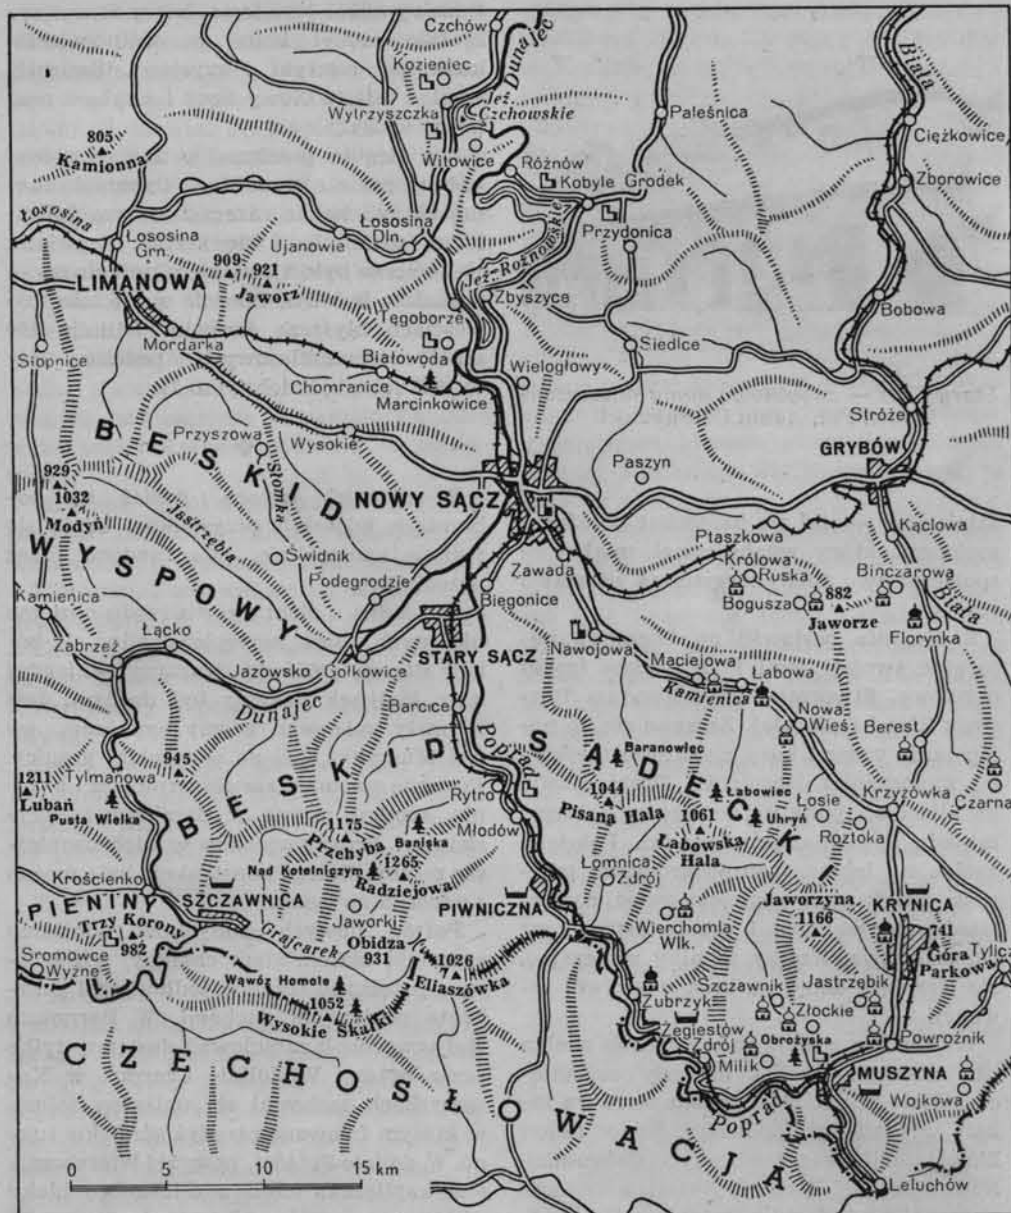 Czchów
Dunajec
Biała
Kozieniec
Jez. Czchowskie
Wytrzyszczka
Paleśnica
Ciężkowice
805
Kamionna
Witowice
Różnów
Kobyle Grodek
Zborowice
Łososina
Łososina Grn.
Ujanowie
Łososina Dln.
Przydonica
909
921
Jaworz
Jez. Rożnowskie
LIMANOWA
Zbyszyce
Tęgoborze
Bobowa
Mordarka
Siopnice
Białowoda
Siedlce
Chomranice
Marcinkowice
Wielogłowy
Stróże
BESKID WYSPOWY
Przyszowa
Wysokie
GRYBÓW
Słomka
Paszyn
929
1032
Modyń
Jastrzębia
NOWY SĄCZ
Kąclowa
Świdnik
Ptaszkowa
Podegrodzie
Zawada
Królowa Ruska
Binczarowa
Biegonice
Bogusza
882
Jaworze
Biała
Kamienica
Florynka
Zabrzeż
Łącko
STARY SĄCZ
Nawojowa
Jazowsko
Gołkowice
Maciejowa
Łabowa
Kamienica
Dunajec
Barcice
Nowa Wieś
Berest
BESKID SĄDECKI
Poprad
Baranowiec
1211
Lubań
Tylmanowa
945
Rytro
1044
Pisana Hala
Łabowiec
Krzyżówka
Czarna
Pusta Wielka
1061
Uhryń
Łosie
Roztoka
1175
Przehyba
Baniska
Młodów
Łabowska Hala
Nad Kotelniczym
1265
Radziejowa
Łomnica Zdrój
Krościenko
SZCZAWNICA
Jaworki
PIWNICZNA
Jaworzyna
1166
KRYNICA
PIENINY
Trzy Korony
982
Grajcarek
Obidza
931
Wierchomla Wlk.
741
Góra Parkowa
Tylicz
Sromowce Wyżne
1026
Eliaszówka
Wąwóz Homole
Zubrzyk
Szczawnik
Jastrzębik
1052
Wysokie Skałki
Złockie
Żegiestów Zdrój
Obrożyska
Powroźnik
Milik
MUSZYNA
CZECHOSŁOWACJA
Poprad
Wojkowa
Leluchów
0 5 10 15 km